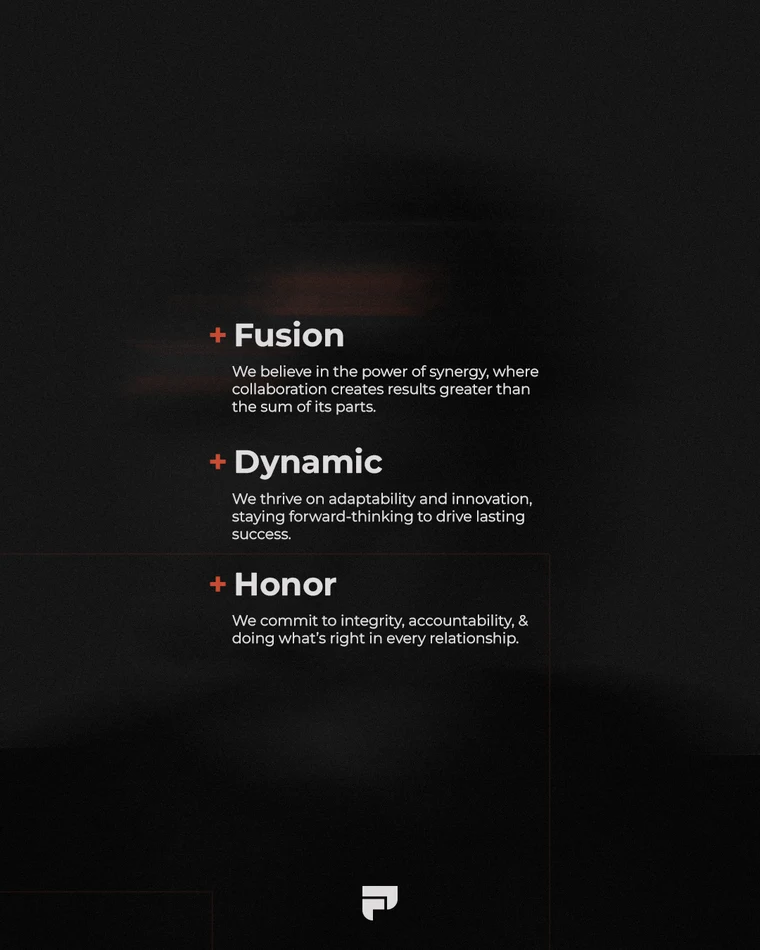 + Fusion
We believe in the power of synergy, where
collaboration creates results greater than
the sum of its parts.
+ Dynamic
We thrive on adaptability and innovation,
staying forward-thinking to drive lasting
success.
+ Honor
We commit to integrity, accountability, &
doing what’s right in every relationship.